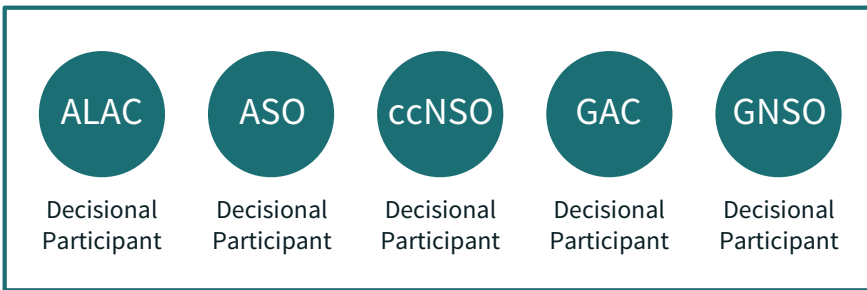 ALAC ASO ccNSO GAC GNSO
Decisional Decisional Decisional Decisional Decisional
Participant Participant Participant Participant Participant